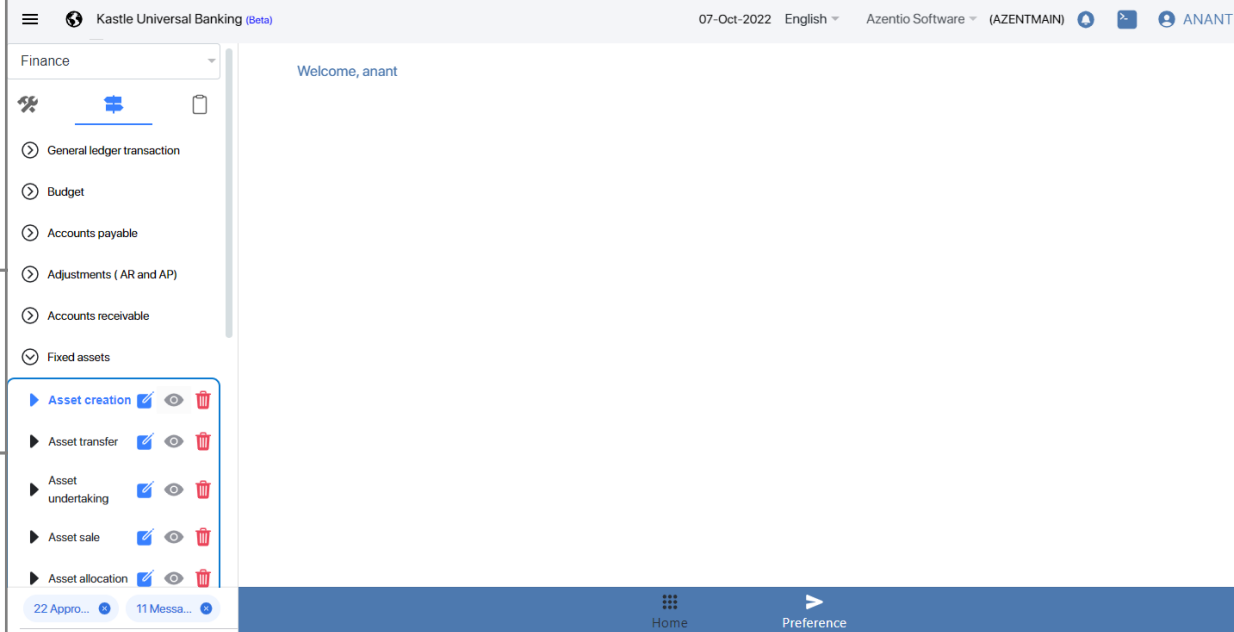 Kastle Universal Banking (Beta)
07-Oct-2022 English Azentio Software (AZENTMAIN) ANANT
Finance
Welcome, anant
General ledger transaction
Budget
Accounts payable
Adjustments ( AR and AP)
Accounts receivable
Fixed assets
Asset creation
Asset transfer
Asset
undertaking
Asset sale
Asset allocation
22 Appro... 11 Messa...
Home Preference